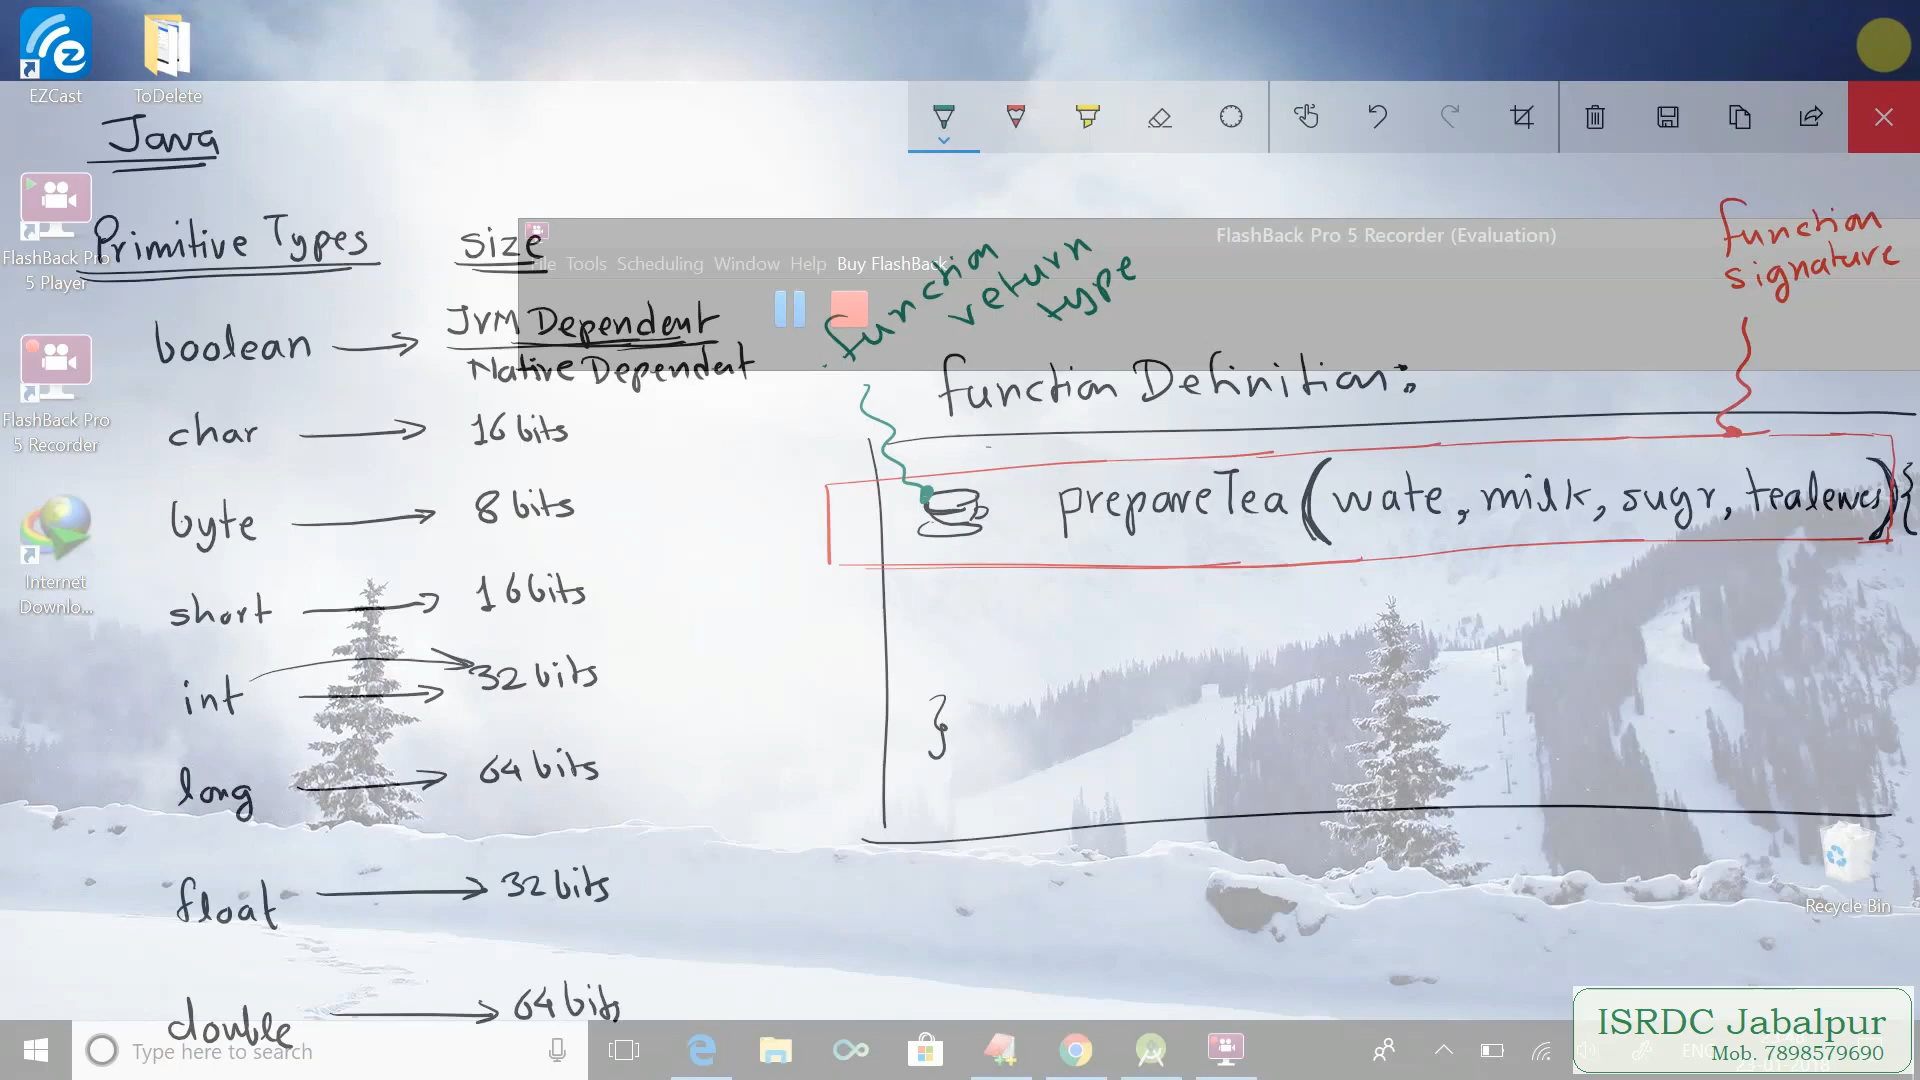 EZCast
ToDelete
Java
FlashBack Pro 5 Player
FlashBack Pro 5 Recorder
Internet Downlo...
Primitive Types Size
boolean JVM Dependent
Native Dependent
char 16 bits
byte 8 bits
short 16 bits
int 32 bits
long 64 bits
float 32 bits
double 64 bits
FlashBack Pro 5 Recorder (Evaluation)
File Tools Scheduling Window Help Buy FlashBack
function
return
type
function
signature
function Definition:
prepareTea (wate, milk, sugr, tealewes) {
}
Recycle Bin
Type here to search
ISRDC Jabalpur
Mob. 7898579690